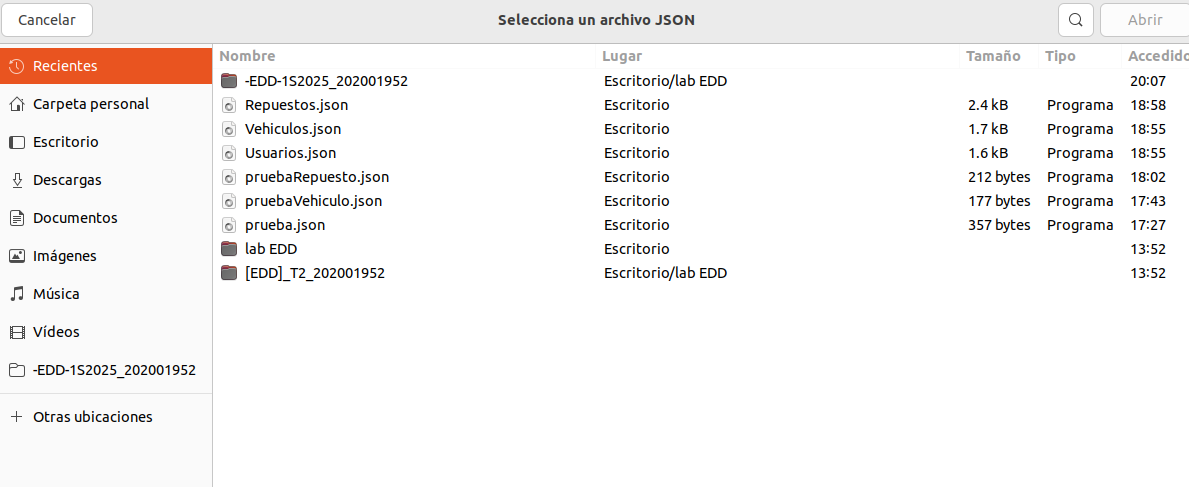 Cancelar Selecciona un archivo JSON Abrir
Recientes
Carpeta personal
Escritorio
Descargas
Documentos
Imágenes
Música
Vídeos
-EDD-1S2025_202001952
Otras ubicaciones
Nombre Lugar Tamaño Tipo Accedido
-EDD-1S2025_202001952 Escritorio/lab EDD 20:07
Repuestos.json Escritorio 2.4 kB Programa 18:58
Vehiculos.json Escritorio 1.7 kB Programa 18:55
Usuarios.json Escritorio 1.6 kB Programa 18:55
pruebaRepuesto.json Escritorio 212 bytes Programa 18:02
pruebaVehiculo.json Escritorio 177 bytes Programa 17:43
prueba.json Escritorio 357 bytes Programa 17:27
lab EDD Escritorio 13:52
[EDD]_T2_202001952 Escritorio/lab EDD 13:52